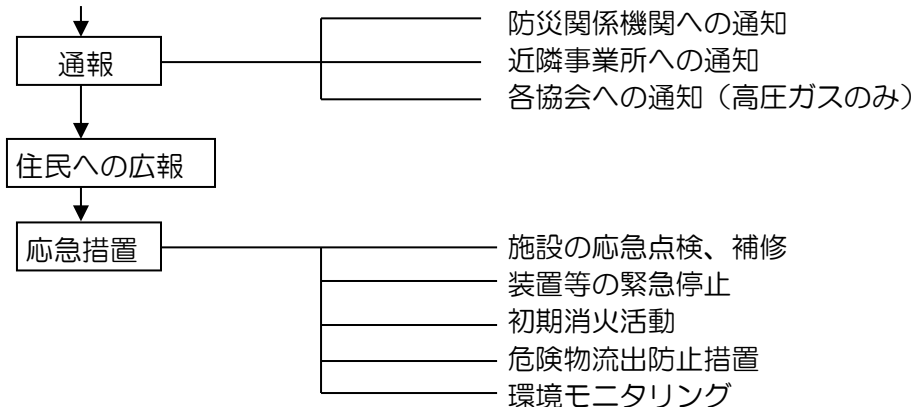 通報
防災関係機関への通知
近隣事業所への通知
各協会への通知（高圧ガスのみ）
住民への広報
応急措置
施設の応急点検、補修
装置等の緊急停止
初期消火活動
危険物流出防止措置
環境モニタリング